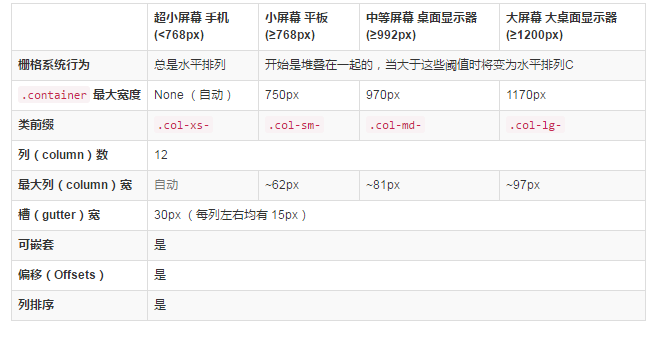 超小屏幕 手机 小屏幕 平板 中等屏幕 桌面显示器 大屏幕 大桌面显示器
(<768px) (≥768px) (≥992px) (≥1200px)
栅格系统行为 总是水平排列 开始是堆叠在一起的，当大于这些阈值时将变为水平排列C
.container 最大宽度 None （自动） 750px 970px 1170px
类前缀 .col-xs- .col-sm- .col-md- .col-lg-
列（column）数 12
最大列（column）宽 自动 ~62px ~81px ~97px
槽（gutter）宽 30px （每列左右均有 15px）
可嵌套 是
偏移（Offsets） 是
列排序 是